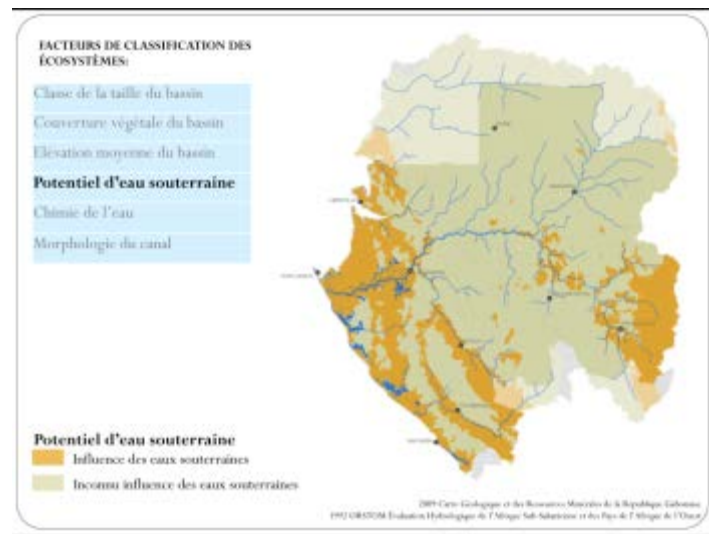 FACTEURS DE CLASSIFICATION DES
ÉCOSYSTÈMES:
Classe de la taille du bassin
Couverture végétale du bassin
Elevation moyenne du bassin
Potentiel d'eau souterraine
Chimie de l'eau
Morphologie du canal
Potentiel d'eau souterraine
Influence des eaux souterraines
Inconnu influence des eaux souterraines
2009 Carte Géologique et des Ressources Minérales de la République Gabonaise
1992 ORSTOM Évaluation Hydrologique de l'Afrique Sub-Saharienne et des Pays de l'Afrique de l'Ouest